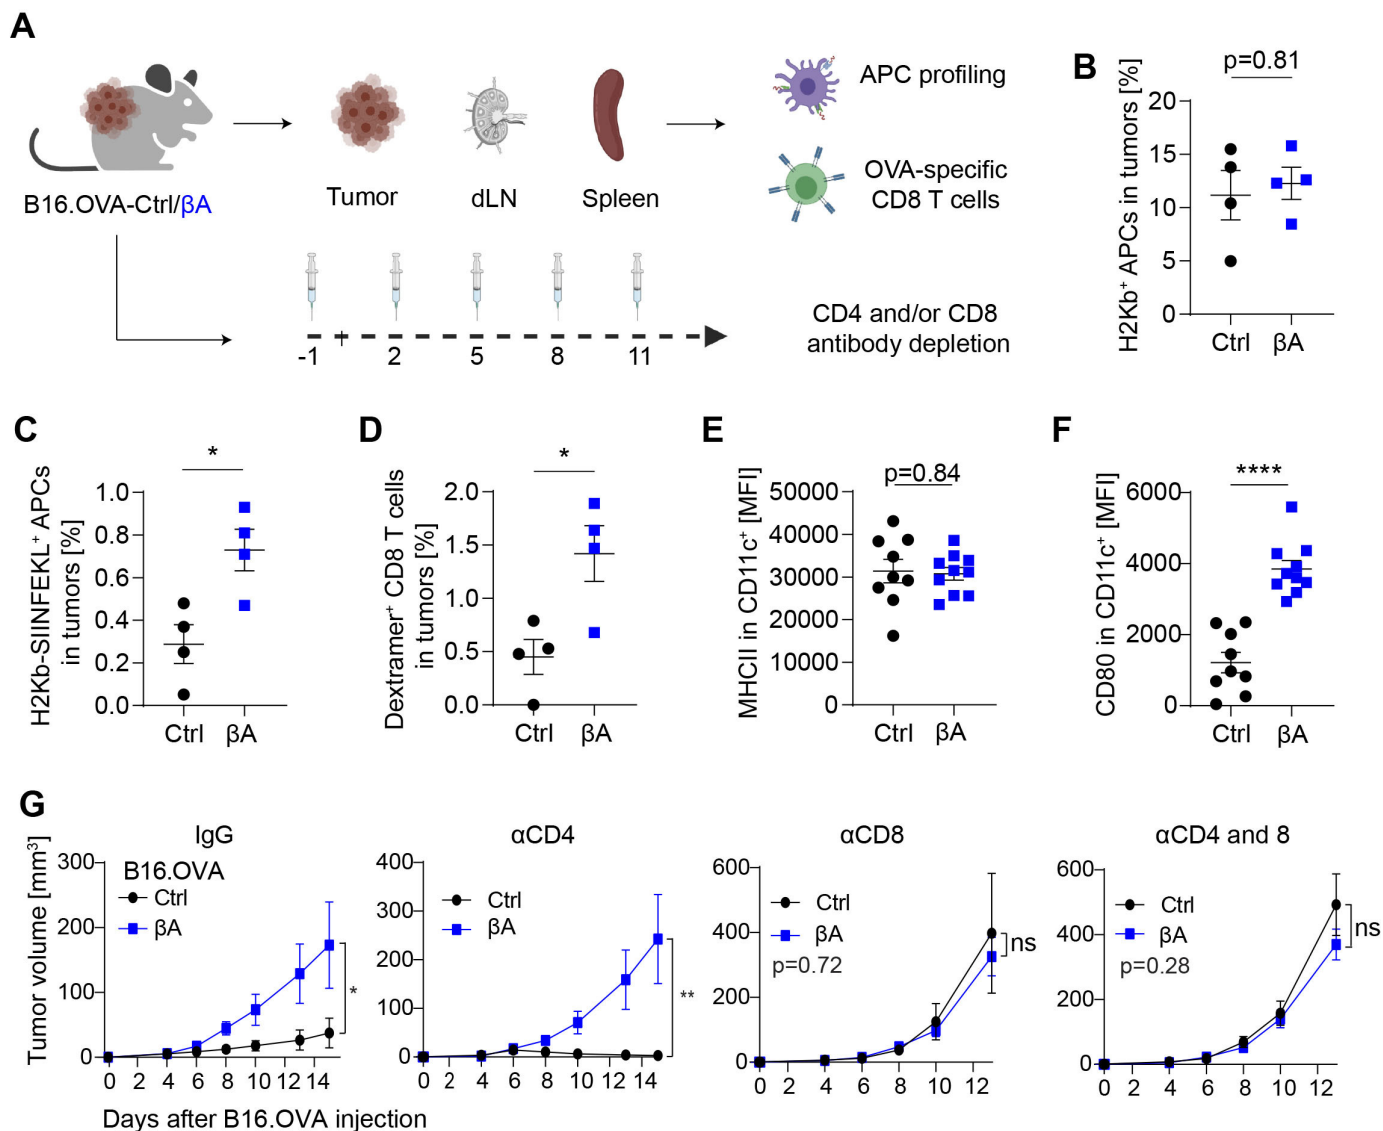 A
B16.OVA-Ctrl/βA
Tumor
dLN
Spleen
APC profiling
OVA-specific
CD8 T cells
-1
2
5
8
11
CD4 and/or CD8
antibody depletion
B
p=0.81
H2Kb⁺ APCs in tumors [%]
20
15
10
5
0
Ctrl
βA
C
*
H2Kb-SIINFEKL⁺ APCs
in tumors [%]
1.0
0.8
0.6
0.4
0.2
0.0
Ctrl
βA
D
*
Dextramer⁺ CD8 T cells
in tumors [%]
2.0
1.5
1.0
0.5
0.0
Ctrl
βA
E
p=0.84
MHCII in CD11c⁺ [MFI]
50000
40000
30000
20000
10000
0
Ctrl
βA
F
****
CD80 in CD11c⁺ [MFI]
6000
4000
2000
0
Ctrl
βA
G
IgG
Tumor volume [mm³]
300
200
100
0
B16.OVA
Ctrl
βA
*
0 2 4 6 8 10 12 14
Days after B16.OVA injection
αCD4
400
300
200
100
0
Ctrl
βA
**
0 2 4 6 8 10 12 14
αCD8
600
400
200
0
Ctrl
βA
p=0.72
ns
0 2 4 6 8 10 12
αCD4 and 8
600
400
200
0
Ctrl
βA
p=0.28
ns
0 2 4 6 8 10 12